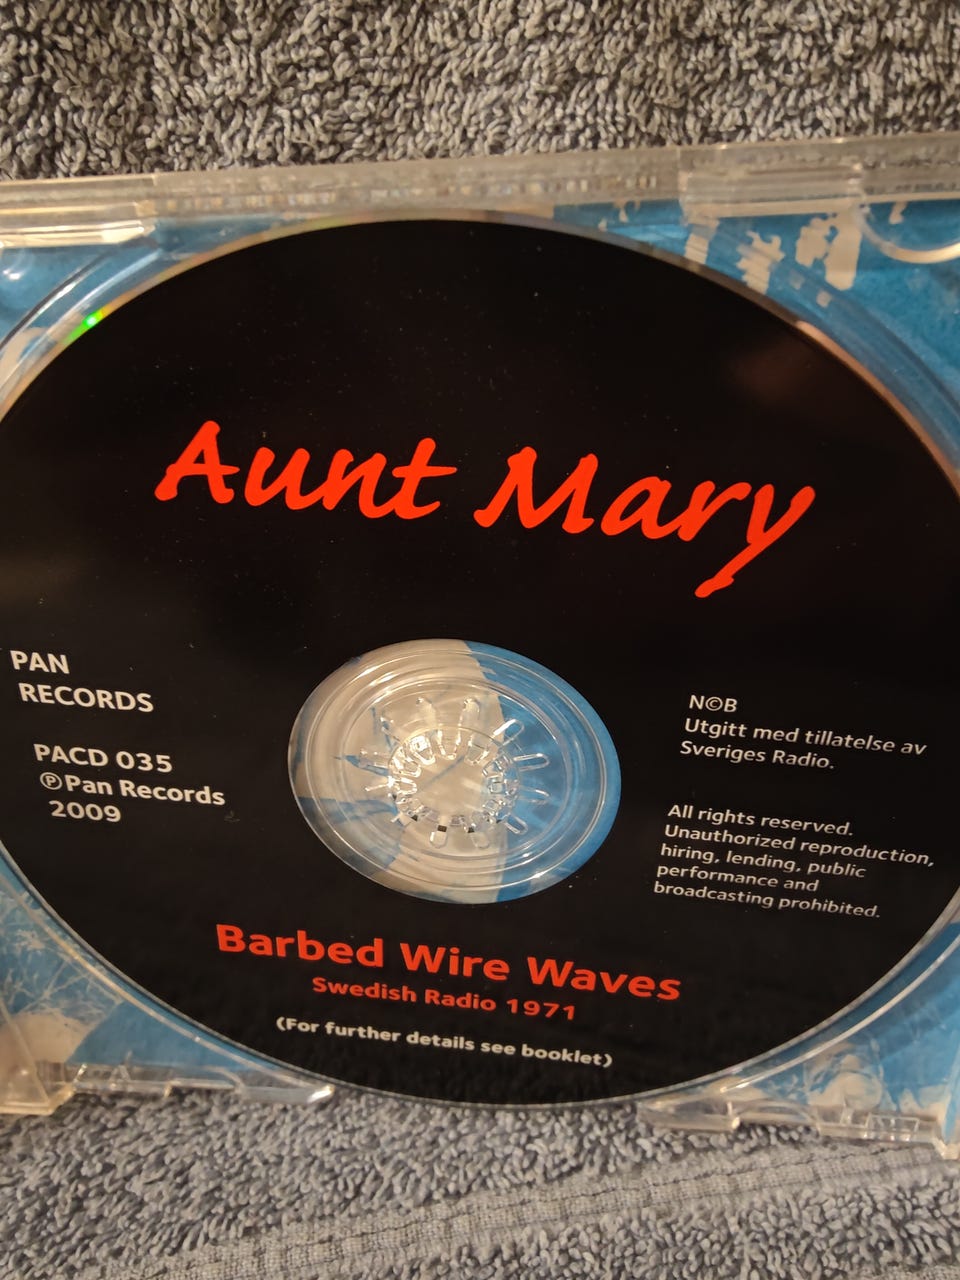 Aunt Mary
PAN
RECORDS
PACD 035
℗Pan Records
2009
N©B
Utgitt med tillatelse av
Sveriges Radio.
All rights reserved.
Unauthorized reproduction,
hiring, lending, public
performance and
broadcasting prohibited.
Barbed Wire Waves
Swedish Radio 1971
(For further details see booklet)